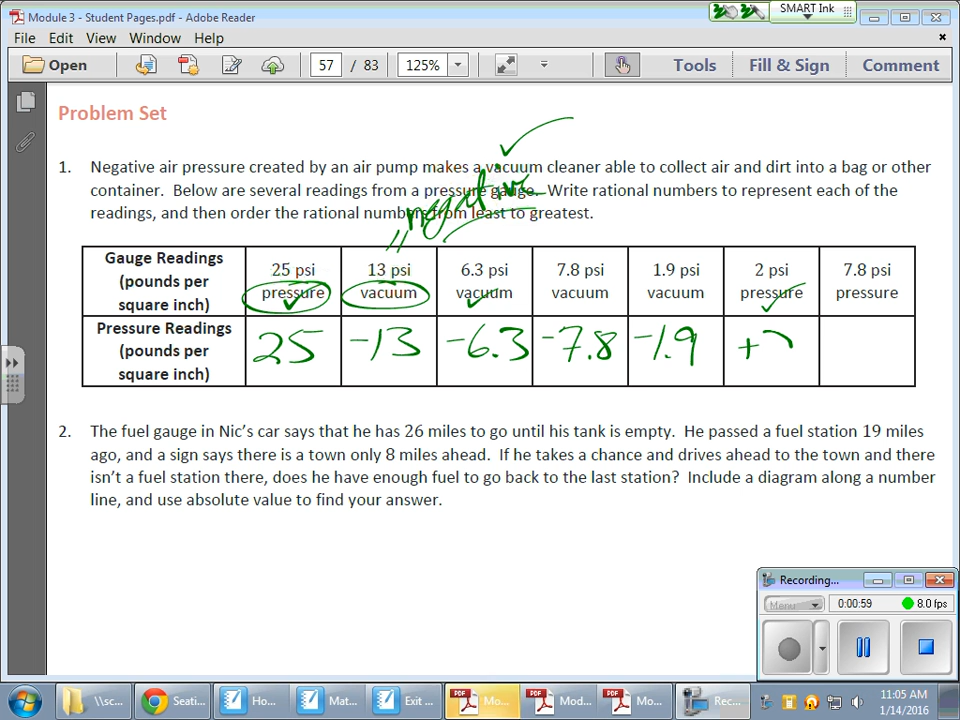 Module 3 - Student Pages.pdf - Adobe Reader
SMART Ink
File Edit View Window Help
Open 57 / 83 125% Tools Fill & Sign Comment
Problem Set
1. Negative air pressure created by an air pump makes a vacuum cleaner able to collect air and dirt into a bag or other
container. Below are several readings from a pressure gauge. Write rational numbers to represent each of the
readings, and then order the rational numbers from least to greatest.
negative
Gauge Readings (pounds per square inch) 25 psi pressure 13 psi vacuum 6.3 psi vacuum 7.8 psi vacuum 1.9 psi vacuum 2 psi pressure 7.8 psi pressure
Pressure Readings (pounds per square inch) 25 -13 -6.3 -7.8 -1.9 +
2. The fuel gauge in Nic's car says that he has 26 miles to go until his tank is empty. He passed a fuel station 19 miles
ago, and a sign says there is a town only 8 miles ahead. If he takes a chance and drives ahead to the town and there
isn't a fuel station there, does he have enough fuel to go back to the last station? Include a diagram along a number
line, and use absolute value to find your answer.
Recording...
Menu 0:00:59 8.0 fps
\\sc... Seati... Ho... Mat... Exit ... Mo... Mod... Mo... Rec...
11:05 AM
1/14/2016